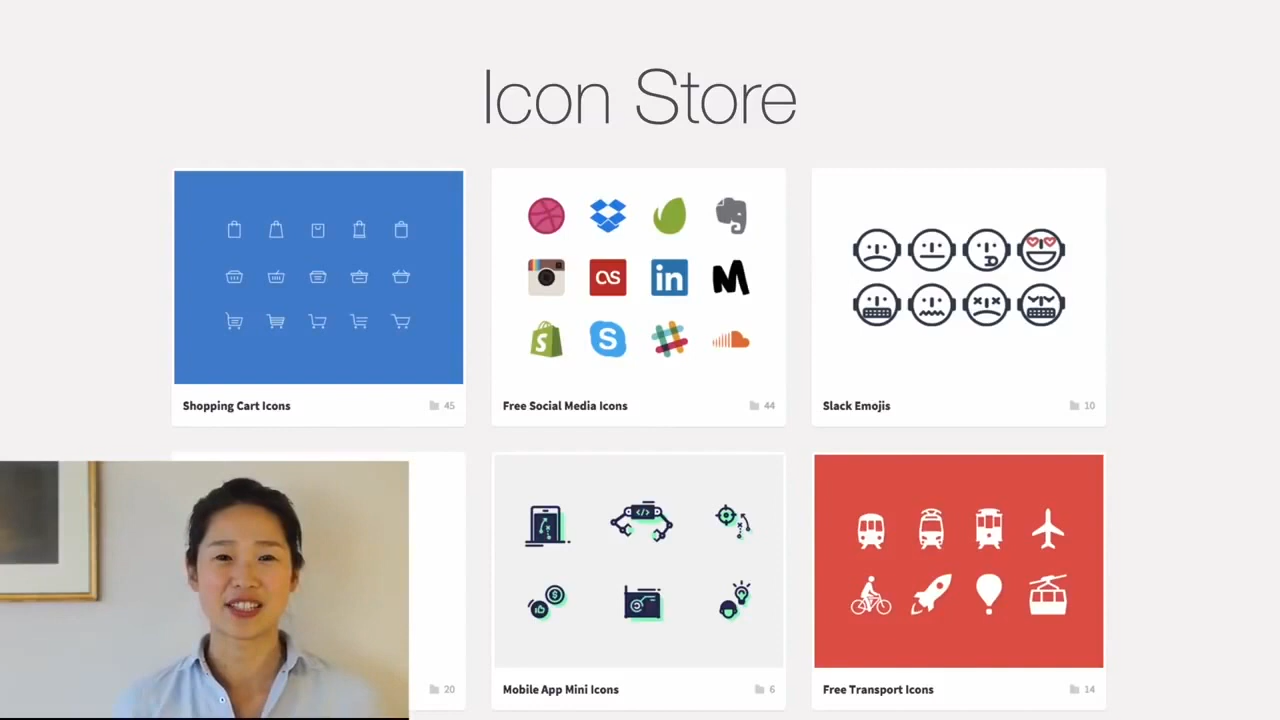 Icon Store
Shopping Cart Icons
45
Free Social Media Icons
44
Slack Emojis
10
20
Mobile App Mini Icons
6
Free Transport Icons
14